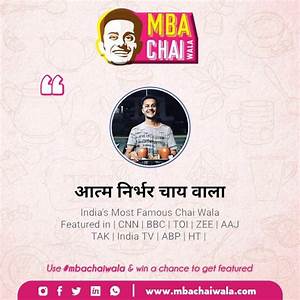 MBA
CHAI
WALA
आत्म निर्भर चाय वाला
India's Most Famous Chai Wala
Featured in | CNN | BBC | TOI | ZEE | AAJ
TAK | India TV | ABP | HT |
Use #mbachaiwala & win a chance to get featured
www.mbachaiwala.com